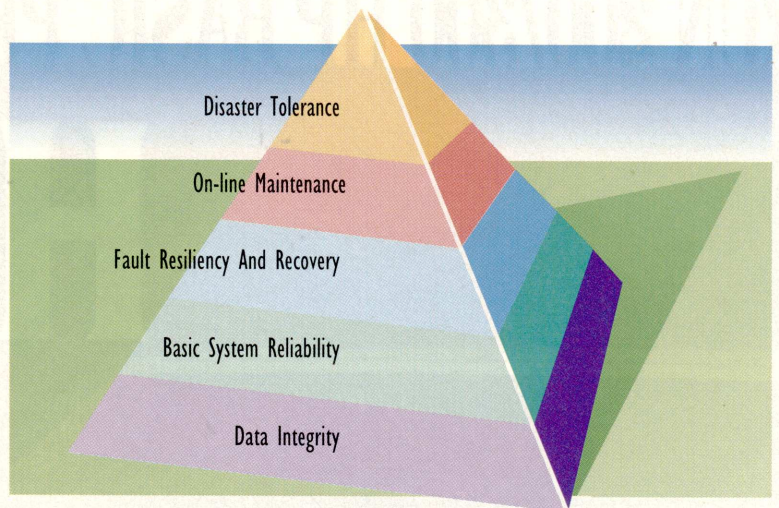 Disaster Tolerance
On-line Maintenance
Fault Resiliency And Recovery
Basic System Reliability
Data Integrity